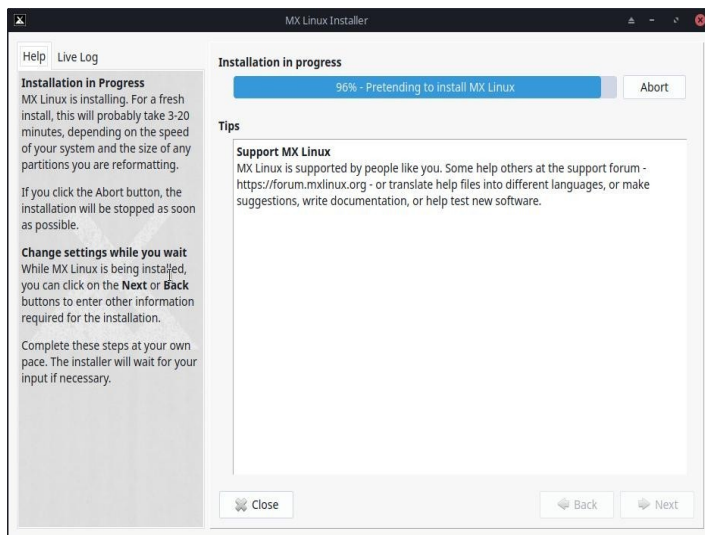 MX Linux Installer
Help
Live Log
Installation in Progress
MX Linux is installing. For a fresh
install, this will probably take 3-20
minutes, depending on the speed
of your system and the size of any
partitions you are reformatting.
If you click the Abort button, the
installation will be stopped as soon
as possible.
Change settings while you wait
While MX Linux is being installed,
you can click on the Next or Back
buttons to enter other information
required for the installation.
Complete these steps at your own
pace. The installer will wait for your
input if necessary.
Installation in progress
96% - Pretending to install MX Linux
Abort
Tips
Support MX Linux
MX Linux is supported by people like you. Some help others at the support forum -
https://forum.mxlinux.org - or translate help files into different languages, or make
suggestions, write documentation, or help test new software.
Close
Back
Next